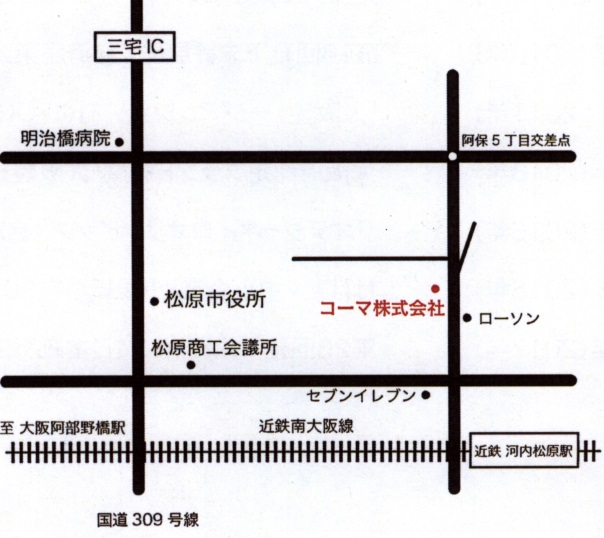 三宅 IC
明治橋病院
阿保 5 丁目交差点
松原市役所
コーマ株式会社
ローソン
松原商工会議所
セブンイレブン
至 大阪阿部野橋駅
近鉄南大阪線
近鉄 河内松原駅
国道 309 号線